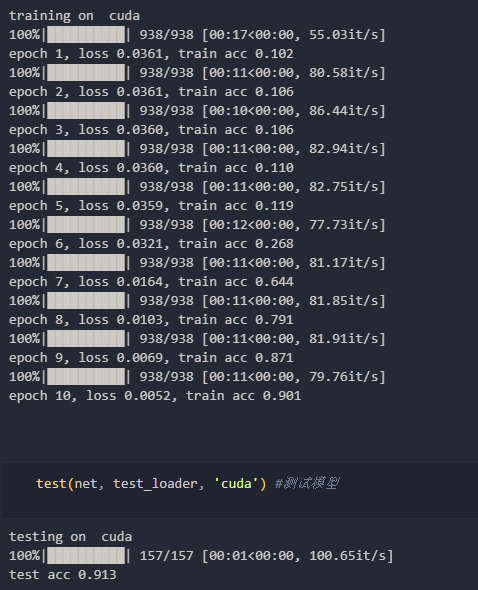 training on  cuda
100%|██████████| 938/938 [00:17<00:00, 55.03it/s]
epoch 1, loss 0.0361, train acc 0.102
100%|██████████| 938/938 [00:11<00:00, 80.58it/s]
epoch 2, loss 0.0361, train acc 0.106
100%|██████████| 938/938 [00:10<00:00, 86.44it/s]
epoch 3, loss 0.0360, train acc 0.106
100%|██████████| 938/938 [00:11<00:00, 82.94it/s]
epoch 4, loss 0.0360, train acc 0.110
100%|██████████| 938/938 [00:11<00:00, 82.75it/s]
epoch 5, loss 0.0359, train acc 0.119
100%|██████████| 938/938 [00:12<00:00, 77.73it/s]
epoch 6, loss 0.0321, train acc 0.268
100%|██████████| 938/938 [00:11<00:00, 81.17it/s]
epoch 7, loss 0.0164, train acc 0.644
100%|██████████| 938/938 [00:11<00:00, 81.85it/s]
epoch 8, loss 0.0103, train acc 0.791
100%|██████████| 938/938 [00:11<00:00, 81.91it/s]
epoch 9, loss 0.0069, train acc 0.871
100%|██████████| 938/938 [00:11<00:00, 79.76it/s]
epoch 10, loss 0.0052, train acc 0.901
test(net, test_loader, 'cuda') #测试模型
testing on  cuda
100%|██████████| 157/157 [00:01<00:00, 100.65it/s]
test acc 0.913